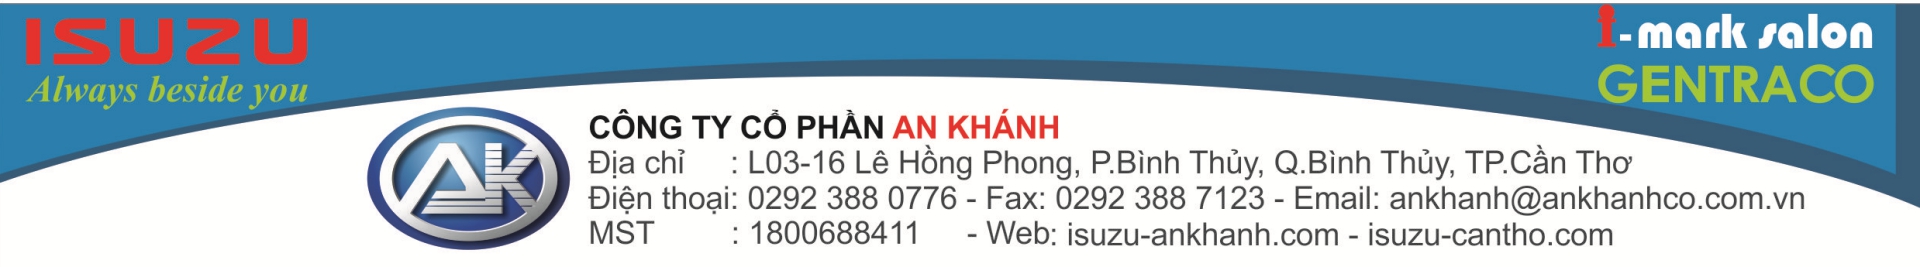 ISUZU
Always beside you
i-mark salon
GENTRACO
AK
CÔNG TY CỔ PHẦN AN KHÁNH
Địa chỉ : L03-16 Lê Hồng Phong, P.Bình Thủy, Q.Bình Thủy, TP.Cần Thơ
Điện thoại: 0292 388 0776 - Fax: 0292 388 7123 - Email: ankhanh@ankhanhco.com.vn
MST : 1800688411 - Web: isuzu-ankhanh.com - isuzu-cantho.com